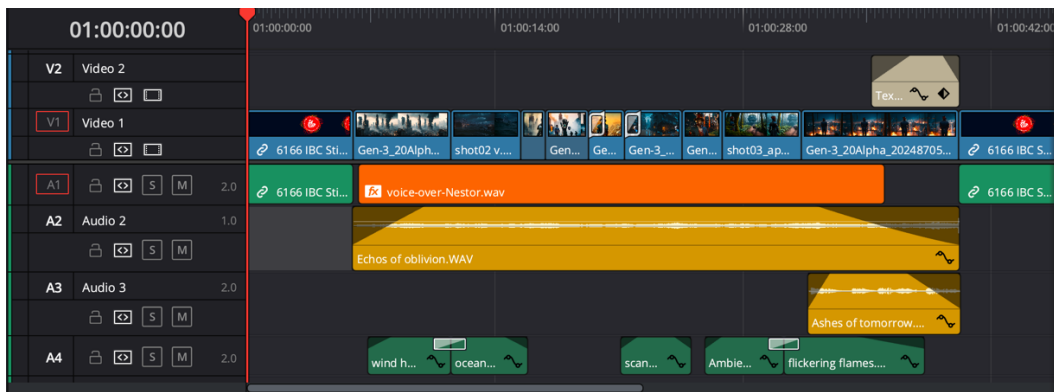 01:00:00:00
01:00:00:00
01:00:14:00
01:00:28:00
01:00:42:00
V2 Video 2
Tex...
V1 Video 1
6166 IBC Sti...
Gen-3_20Alph...
shot02 v....
Gen...
Ge...
Gen-3_...
Gen...
shot03_ap...
Gen-3_20Alpha_20248705...
6166 IBC S...
A1 S M 2.0
6166 IBC Sti...
fx voice-over-Nestor.wav
6166 IBC S...
A2 Audio 2 1.0
S M
Echos of oblivion.WAV
A3 Audio 3 2.0
S M
Ashes of tomorrow....
A4 S M 2.0
wind h...
ocean...
scan...
Ambie...
flickering flames....